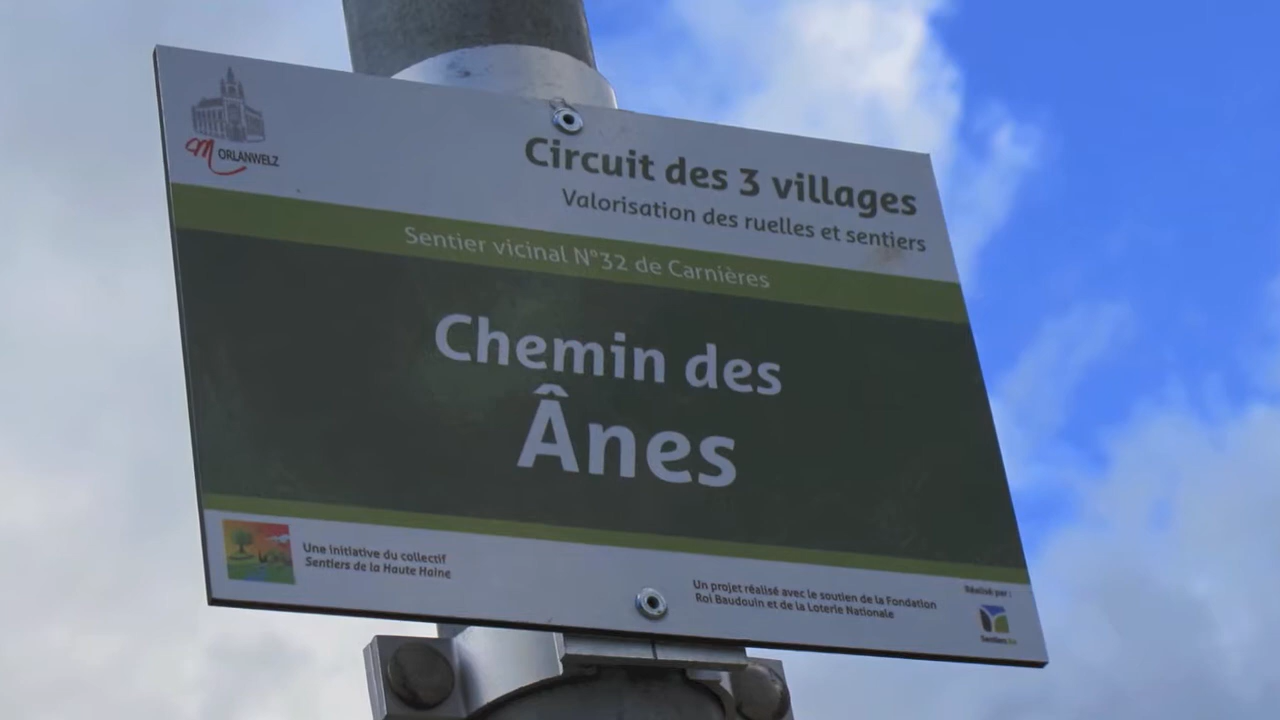 MORLANWELZ
Circuit des 3 villages
Valorisation des ruelles et sentiers
Sentier vicinal N°32 de Carnières
Chemin des
Ânes
Une initiative du collectif
Sentiers de la Haute Haine
Un projet réalisé avec le soutien de la Fondation
Roi Baudouin et de la Loterie Nationale
Réalisé par :
Sentiers.be